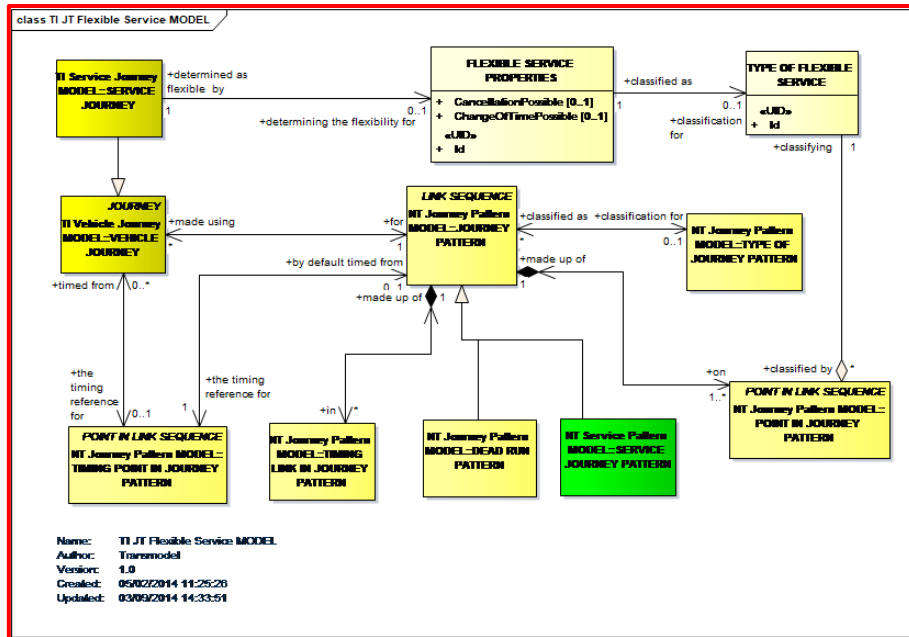 class TI JT Flexible Service MODEL
TI Service Journey
MODEL::SERVICE
JOURNEY
+determined as
flexible by
1
0..1
+determining the flexibility for
FLEXIBLE SERVICE
PROPERTIES
+ CancellationPossible [0..1]
+ ChangeOfTimePossible [0..1]
«UID»
+ Id
+classified as
1
0..1
+classification
for
TYPE OF FLEXIBLE
SERVICE
«UID»
+ Id
+classifying
1
JOURNEY
TI Vehicle Journey
MODEL::VEHICLE
JOURNEY
+made using
*
+for
1
LINK SEQUENCE
NT Journey Pattern
MODEL::JOURNEY
PATTERN
+classified as
*
+classification for
0..1
NT Journey Pattern
MODEL::TYPE OF
JOURNEY PATTERN
+by default timed from
0..1
+made up of
1
+made up of
1
+timed from
0..*
+the
timing
reference
for
0..1
1
+the timing
reference for
+in
*
+on
1..*
+classified by
*
POINT IN LINK SEQUENCE
NT Journey Pattern MODEL::
TIMING POINT IN JOURNEY
PATTERN
NT Journey Pattern
MODEL::TIMING
LINK IN JOURNEY
PATTERN
NT Journey Pattern
MODEL::DEAD RUN
PATTERN
NT Service Pattern
MODEL::SERVICE
JOURNEY PATTERN
POINT IN LINK SEQUENCE
NT Journey Pattern MODEL::
POINT IN JOURNEY
PATTERN
Name: TI JT Flexible Service MODEL
Author: Transmodel
Version: 1.0
Created: 05/02/2014 11:25:26
Updated: 03/09/2014 14:33:51